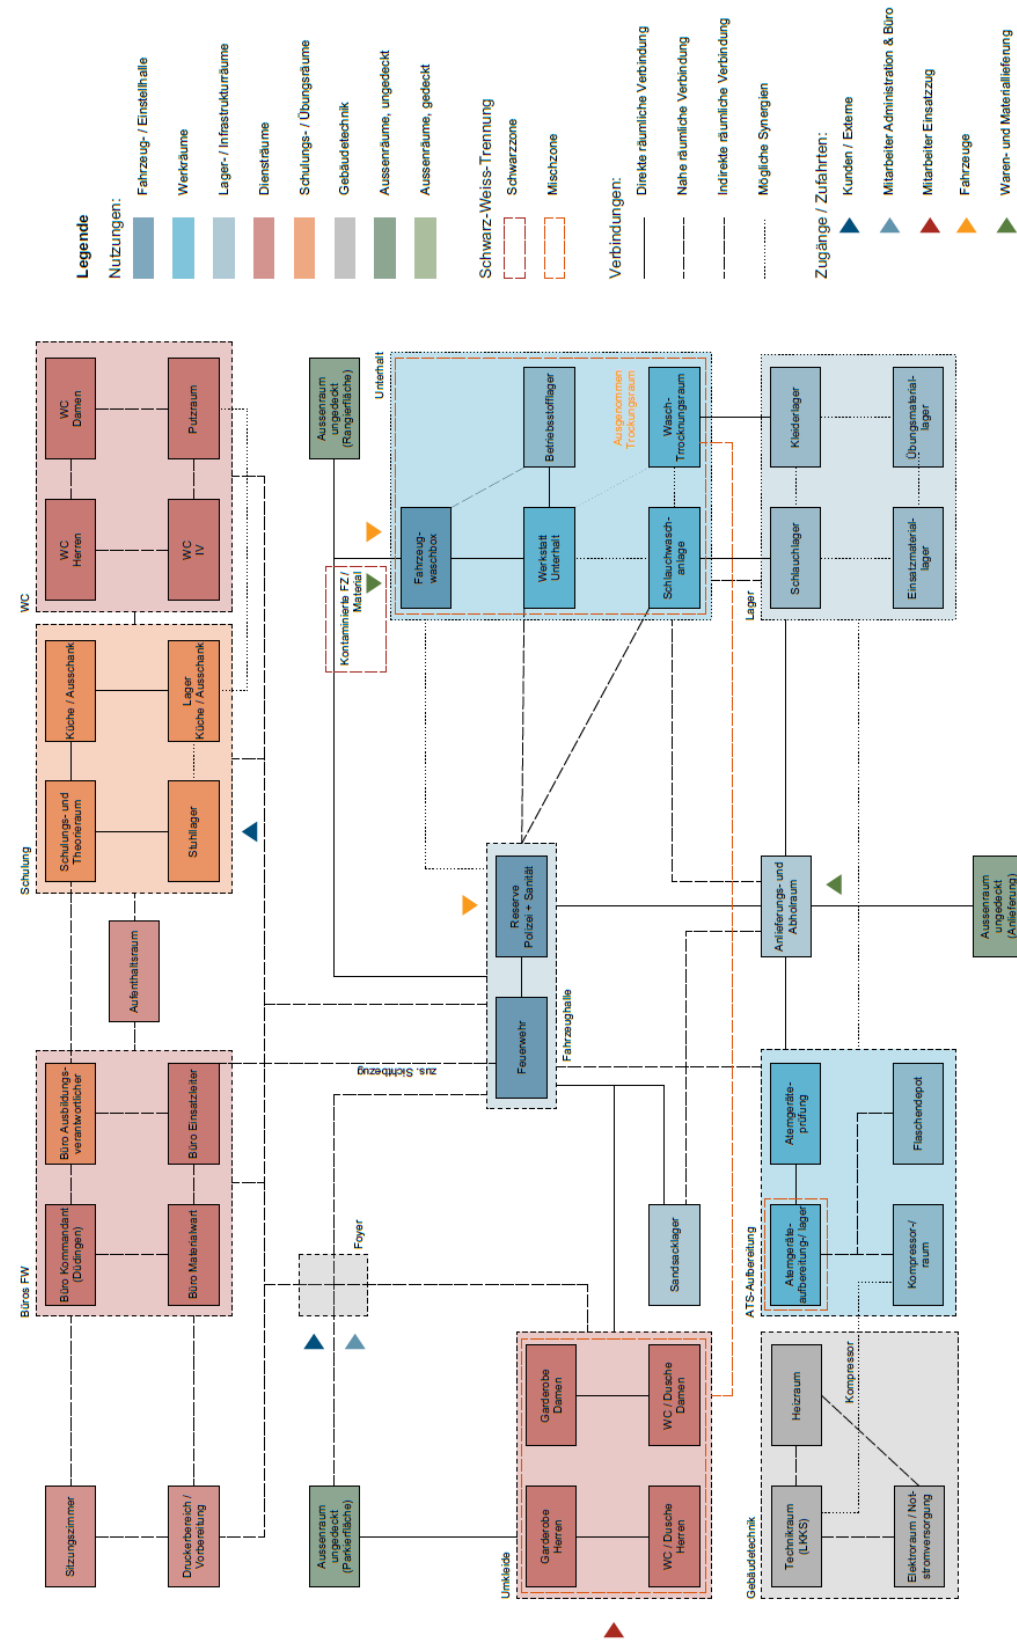 Sitzungszimmer
Druckerbereich /
Vorbereitung
Büros FW
Büro Kommandant
(Düdingen)
Büro Ausbildungs-
verantwortlicher
Büro Materialwart
Büro Einsatzleiter
Aufenthaltsraum
Schulung
Schulungs- und
Theorieraum
Küche / Ausschank
Stuhllager
Lager
Küche / Ausschank
WC
WC
Herren
WC
Damen
WC
IV
Putzraum
Aussenraum
ungedeckt
(Parkierfläche)
Foyer
zus. Sichtbezug
Aussenraum
ungedeckt
(Rangierfläche)
Kontaminierte FZ /
Material
Umkleide
Garderobe
Herren
Garderobe
Damen
WC / Dusche
Herren
WC / Dusche
Damen
Sandsacklager
Feuerwehr
Reserve
Polizei + Sanität
Fahrzeughalle
Unterhalt
Fahrzeug-
waschbox
Werkstatt
Unterhalt
Betriebsstofflager
Ausgenommen
Trockungsraum
Schlauchwasch-
anlage
Wasch-
Trrocknungsraum
Gebäudetechnik
Technikraum
(LKKS)
Heizraum
Elektroraum / Not-
stromversorgung
Kompressor
ATS-Aufbereitung
Atemgeräte-
aufbereitung-/ lager
Atemgeräte-
prüfung
Kompressor-/
raum
Flaschendepot
Anlieferungs- und
Abholraum
Aussenraum
ungedeckt
(Anlieferung)
Lager
Schlauchlager
Kleiderlager
Einsatzmaterial-
lager
Übungsmaterial-
lager
Legende
Nutzungen:
Fahrzeug- / Einstellhalle
Werkräume
Lager- / Infrastrukturräume
Diensträume
Schulungs- / Übungsräume
Gebäudetechnik
Aussenräume, ungedeckt
Aussenräume, gedeckt
Schwarz-Weiss-Trennung
Schwarzzone
Mischzone
Verbindungen:
Direkte räumliche Verbindung
Nahe räumliche Verbindung
Indirekte räumliche Verbindung
Mögliche Synergien
Zugänge / Zufahrten:
Kunden / Externe
Mitarbeiter Administration & Büro
Mitarbeiter Einsatzzug
Fahrzeuge
Waren- und Materiallieferung